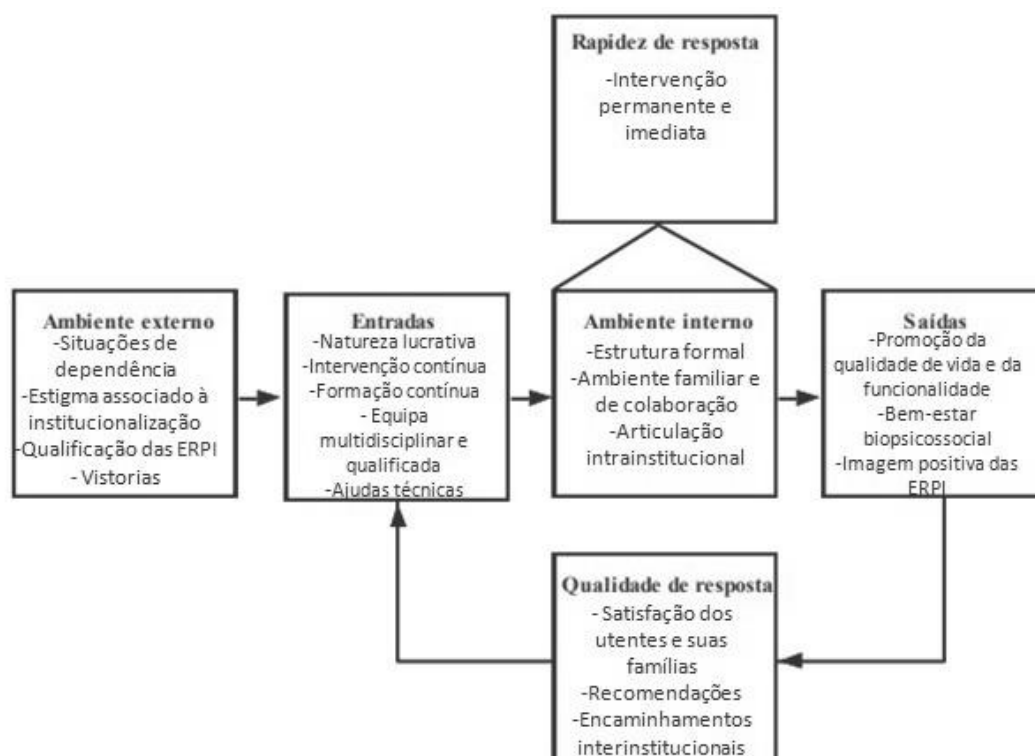 Rapidez de resposta
-Intervenção
permanente e
imediata
Ambiente externo
-Situações de
dependência
-Estigma associado à
institucionalização
-Qualificação das ERPI
- Vistorias
Entradas
-Natureza lucrativa
-Intervenção contínua
-Formação contínua
- Equipa
multidisciplinar e
qualificada
-Ajudas técnicas
Ambiente interno
-Estrutura formal
-Ambiente familiar e
de colaboração
-Articulação
intrainstitucional
Saídas
-Promoção da
qualidade de vida e da
funcionalidade
-Bem-estar
biopsicossocial
-Imagem positiva das
ERPI
Qualidade de resposta
- Satisfação dos
utentes e suas
famílias
-Recomendações
-Encaminhamentos
interinstitucionais